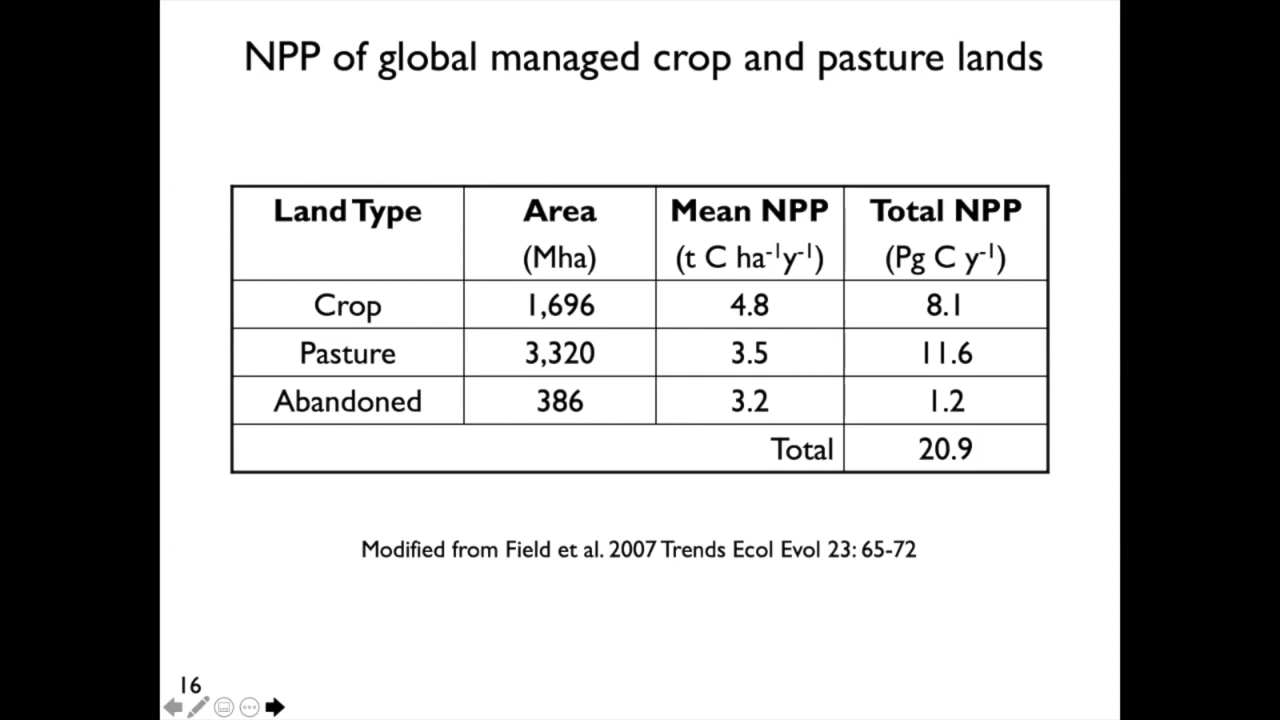 NPP of global managed crop and pasture lands
Land Type Area Mean NPP Total NPP
(Mha) (t C ha⁻¹y⁻¹) (Pg C y⁻¹)
Crop 1,696 4.8 8.1
Pasture 3,320 3.5 11.6
Abandoned 386 3.2 1.2
Total 20.9
Modified from Field et al. 2007 Trends Ecol Evol 23: 65-72
16